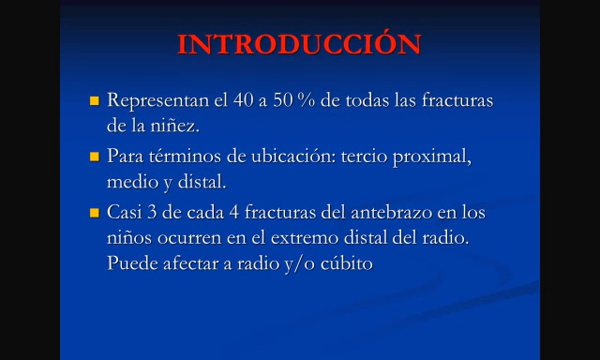 INTRODUCCIÓN
Representan el 40 a 50 % de todas las fracturas
de la niñez.
Para términos de ubicación: tercio proximal,
medio y distal.
Casi 3 de cada 4 fracturas del antebrazo en los
niños ocurren en el extremo distal del radio.
Puede afectar a radio y/o cúbito